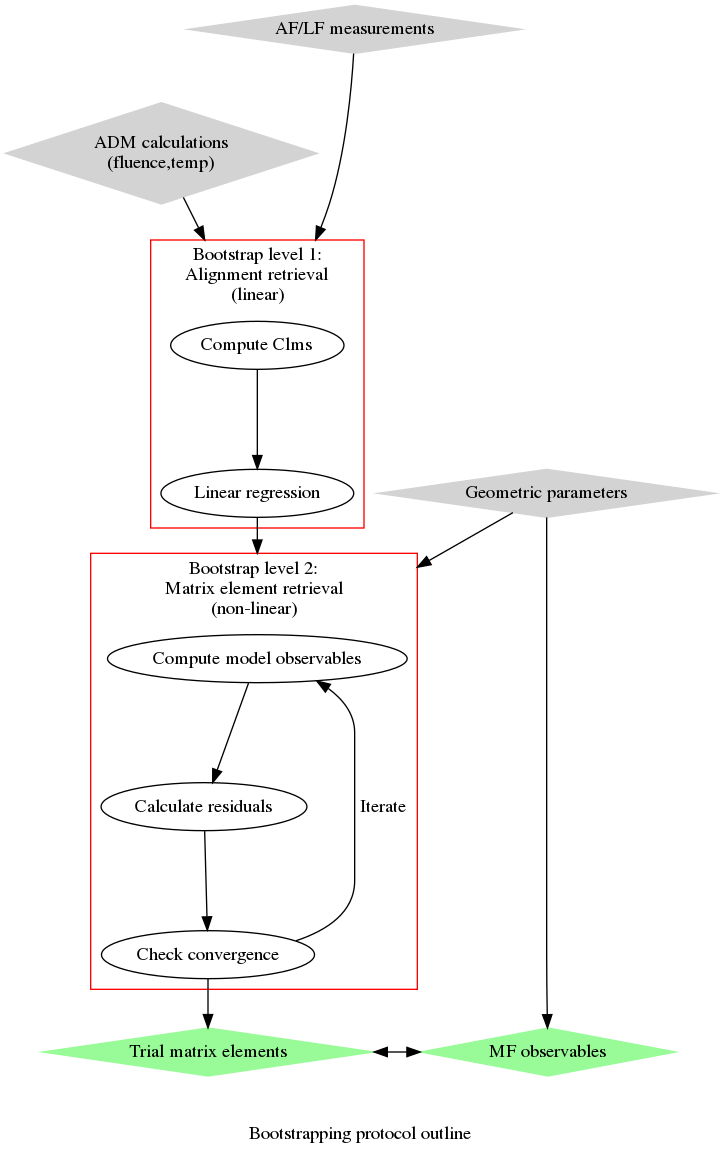 AF/LF measurements
ADM calculations
(fluence,temp)
Bootstrap level 1:
Alignment retrieval
(linear)
Compute Clms
Linear regression
Geometric parameters
Bootstrap level 2:
Matrix element retrieval
(non-linear)
Compute model observables
Calculate residuals
Iterate
Check convergence
Trial matrix elements
MF observables
Bootstrapping protocol outline